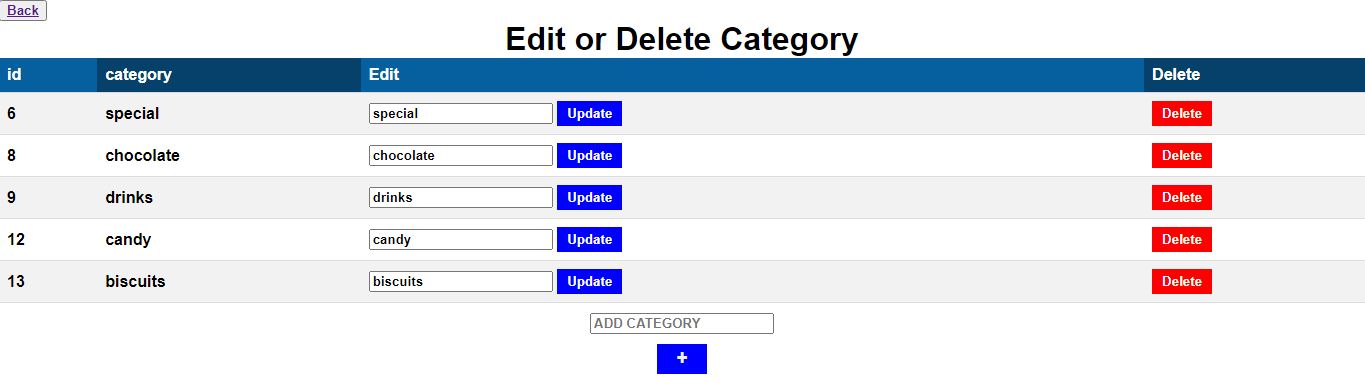 Back
Edit or Delete Category
id category Edit Delete
6 special special Update Delete
8 chocolate chocolate Update Delete
9 drinks drinks Update Delete
12 candy candy Update Delete
13 biscuits biscuits Update Delete
ADD CATEGORY
+